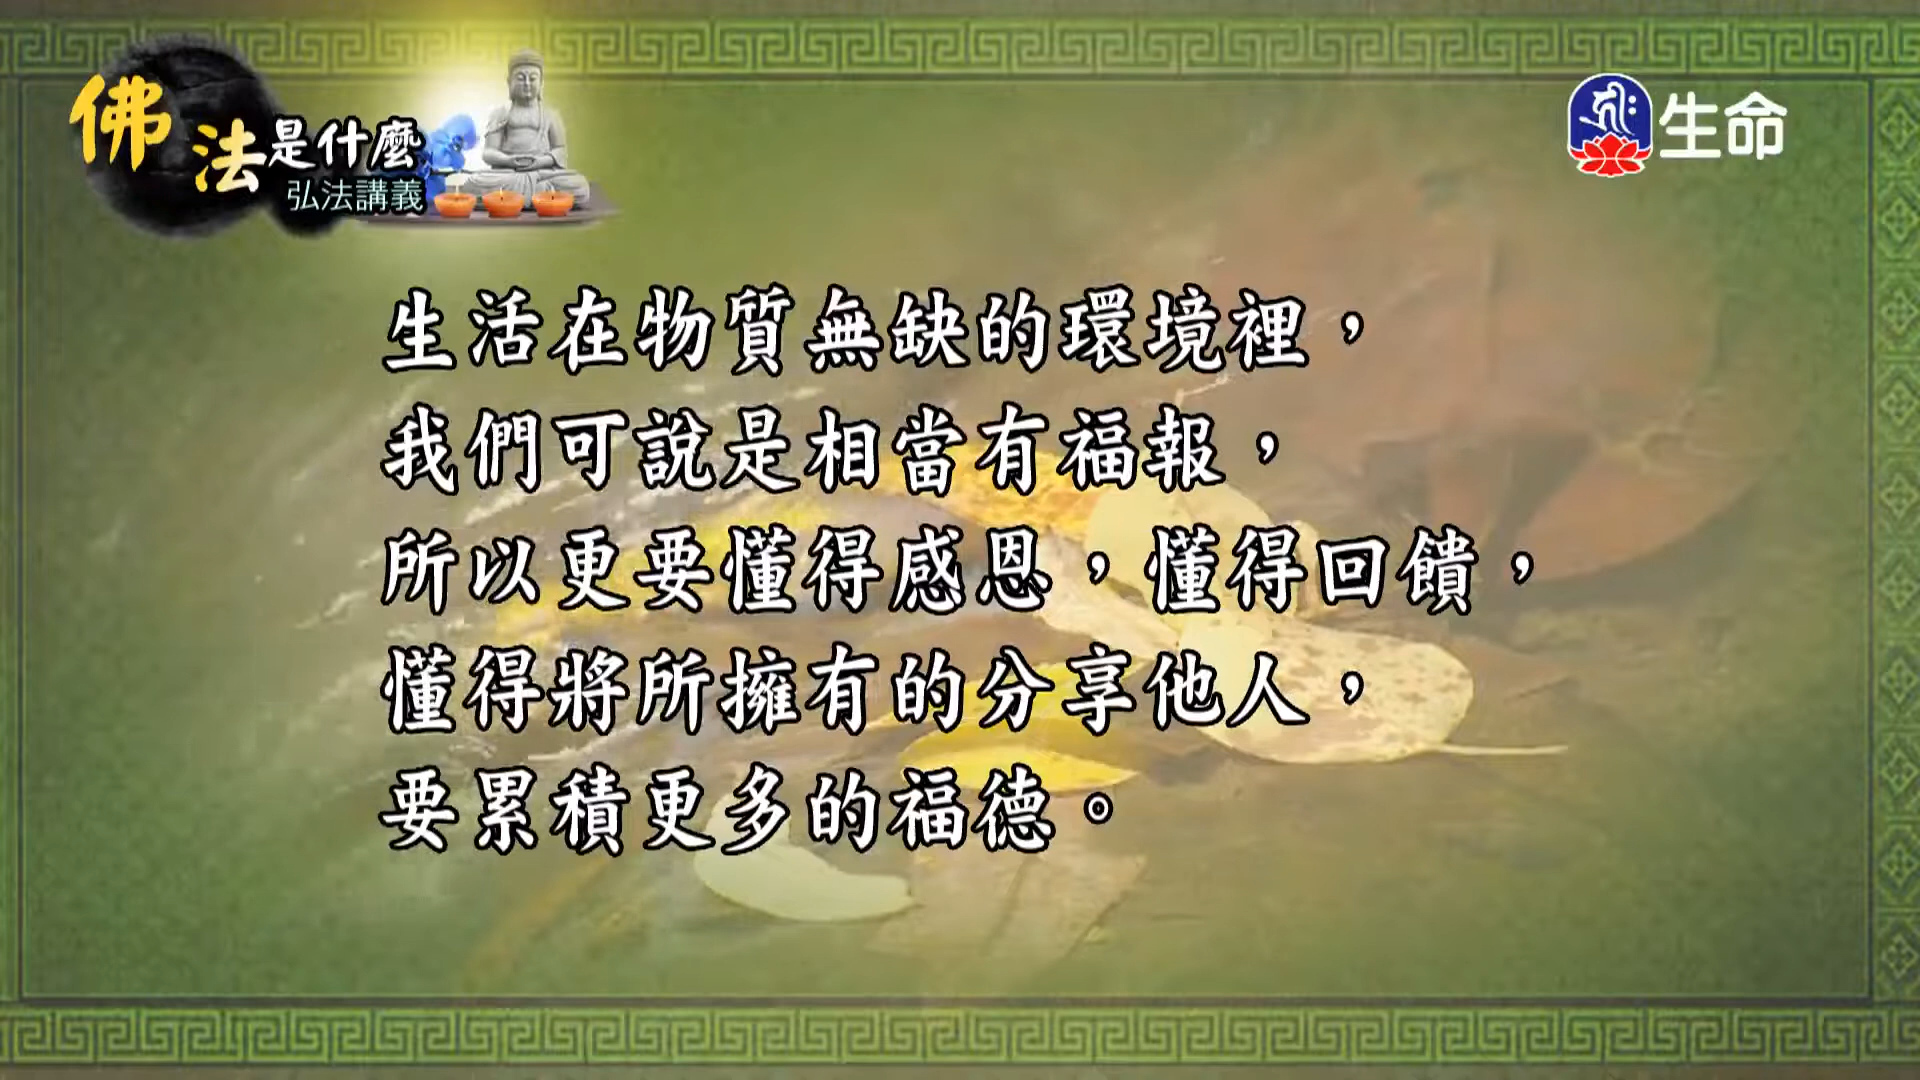 佛法是什麼
弘法講義
生命
生活在物質無缺的環境裡，
我們可說是相當有福報，
所以更要懂得感恩，懂得回饋，
懂得將所擁有的分享他人，
要累積更多的福德。